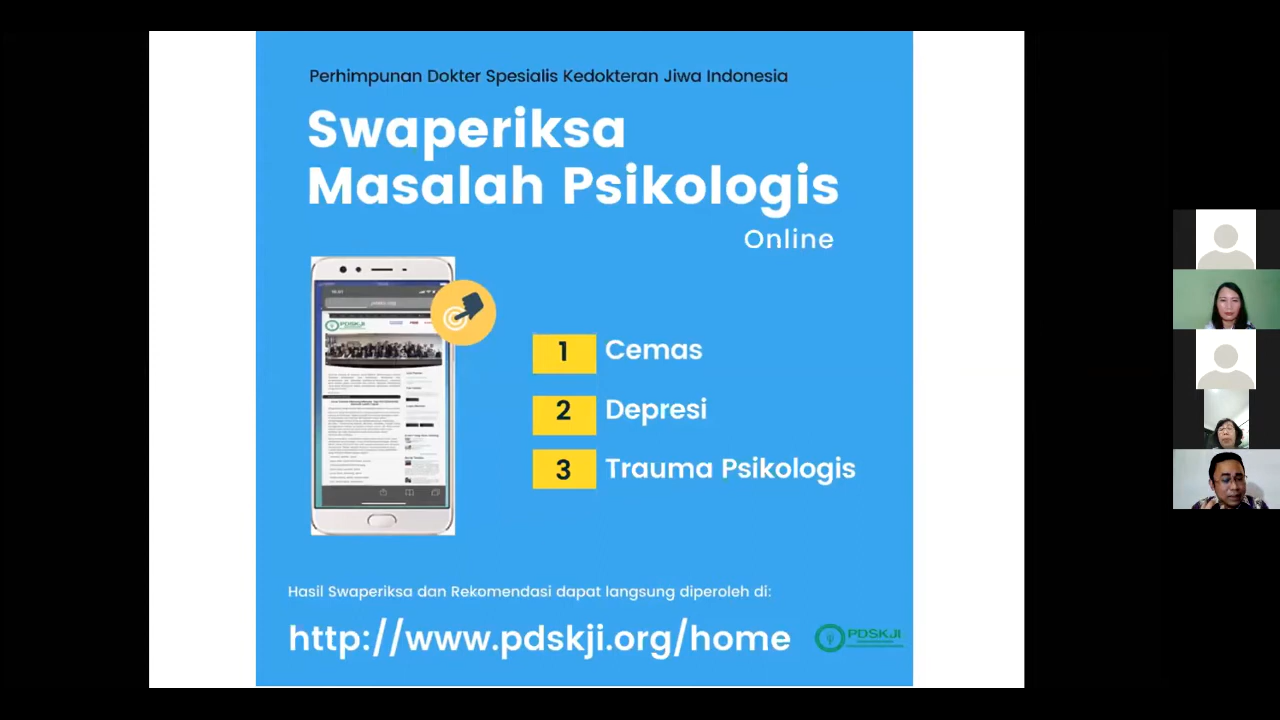 Perhimpunan Dokter Spesialis Kedokteran Jiwa Indonesia
Swaperiksa
Masalah Psikologis
Online
PDSKJI
1 Cemas
2 Depresi
3 Trauma Psikologis
Hasil Swaperiksa dan Rekomendasi dapat langsung diperoleh di:
http://www.pdskji.org/home
PDSKJI